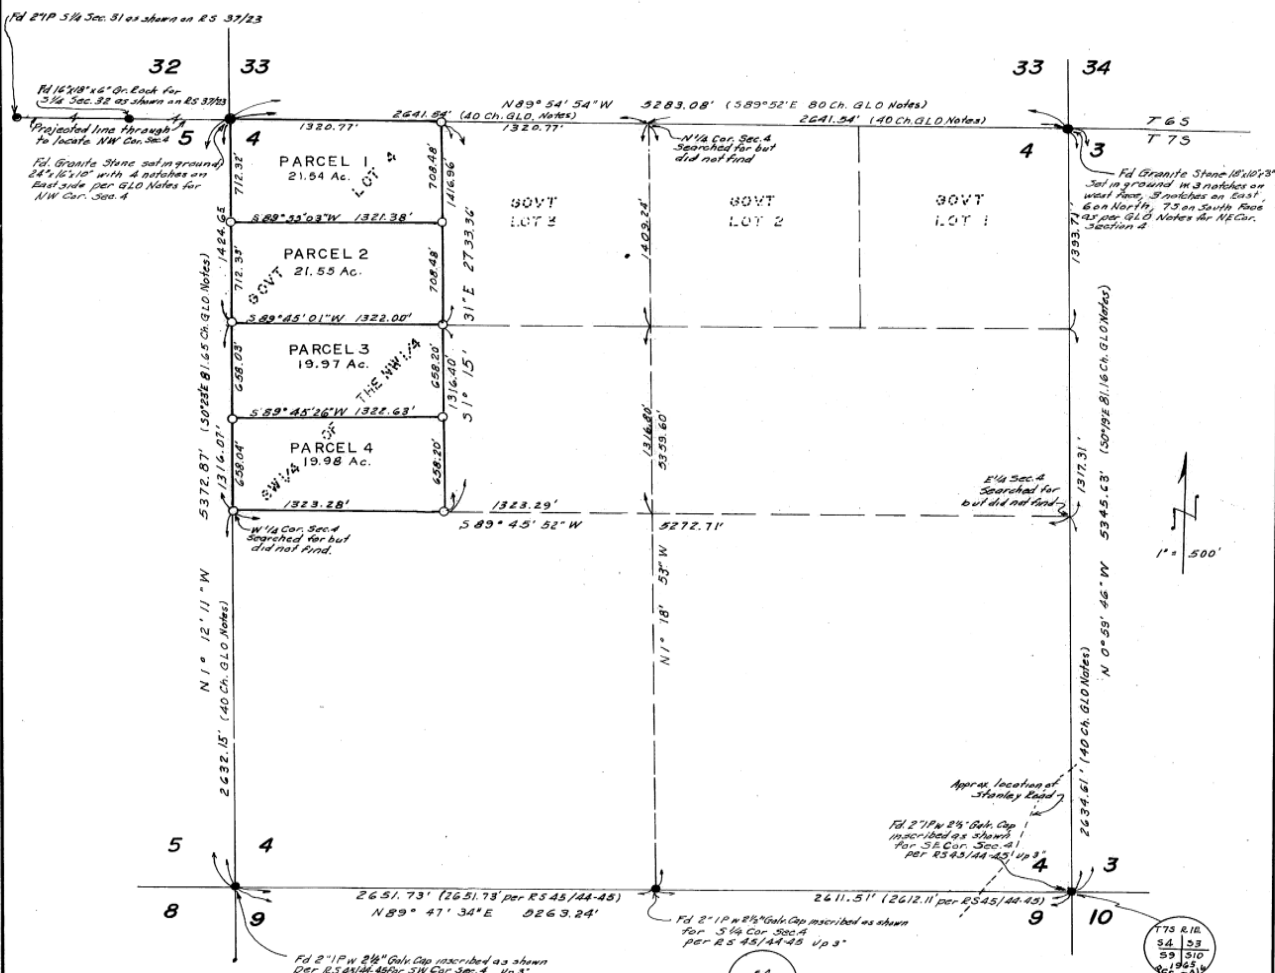 Fd 2"IP S¼ Sec. 31 as shown on RS 37/23
32 33
33 34
Fd 16"x18"x6" Gr. Rock for
S¼ Sec. 32 as shown on RS 37/23
Projected line through
to locate NW Cor. Sec 4
5 4
Fd. Granite Stone set in ground
24"x16"x10" with 4 notches on
East side per GLO Notes for
NW Cor. Sec. 4
N 89° 54' 54" W 5283.08' (S89°52'E 80 Ch. GLO Notes)
2641.54' (40 Ch. GLO Notes)
2641.54' (40 Ch. GLO Notes)
1320.77'
1320.77'
N¼ Cor. Sec. 4
Searched for but
did not find
T 6 S
T 7 S
4 3
Fd Granite Stone 18"x10"x3"
Set in ground w 3 notches on
west Face, 3 notches on East,
6 on North, 7S on South Face
as per GLO Notes for NE Cor.
Section 4
PARCEL 1
21.54 Ac.
LOT 4
712.32'
708.48'
1416.96'
S 89° 53' 03" W 1321.38'
PARCEL 2
21.55 Ac.
GOVT
712.33'
708.48'
1424.65
S 89° 45' 01" W 1322.00'
PARCEL 3
19.97 Ac.
THE NW 1/4
658.03'
658.20'
1316.40'
S 89° 45' 26" W 1322.63'
PARCEL 4
19.98 Ac.
OF
SW 1/4
658.04'
658.20'
1316.07'
1323.28'
1323.29'
S 89° 45' 52" W 5272.71'
S 1° 15' 31" E 2733.36'
GOVT
LOT 3
GOVT
LOT 2
GOVT
LOT 1
1409.24'
1393.71'
1316.80'
5359.60'
1317.31'
N 1° 18' 53" W
5372.87' (S0°23'E 81.65 Ch. GLO Notes)
N 1° 12' 11" W
2632.15' (40 Ch. GLO Notes)
W¼ Cor. Sec. 4
Searched for but
did not find.
E¼ Sec. 4
Searched for
but did not find
N 0° 59' 46" W 5345.63' (S0°19'E 81.16 Ch. GLO Notes)
2634.61' (40 Ch. GLO Notes)
1" = 500'
Approx. location of
Stanley Road
Fd. 2" IP w 2½" Galv. Cap
inscribed as shown
for SE Cor. Sec. 4
per RS 45/44-45 up 3"
5 4
4 3
2651.73' (2651.73' per RS 45/44-45)
2611.51' (2612.11' per RS 45/44-45)
N 89° 47' 34" E 5263.24'
8 9
9 10
Fd 2" IP w 2½" Galv. Cap inscribed as shown
for S ¼ Cor Sec. 4
per RS 45/44-45 up 3"
Fd 2" IP w 2½" Galv. Cap inscribed as shown
per RS 45/44-45 for SW Cor Sec. 4 up 3"
T7S R1E
S4 S3
S9 S10
1965
S4